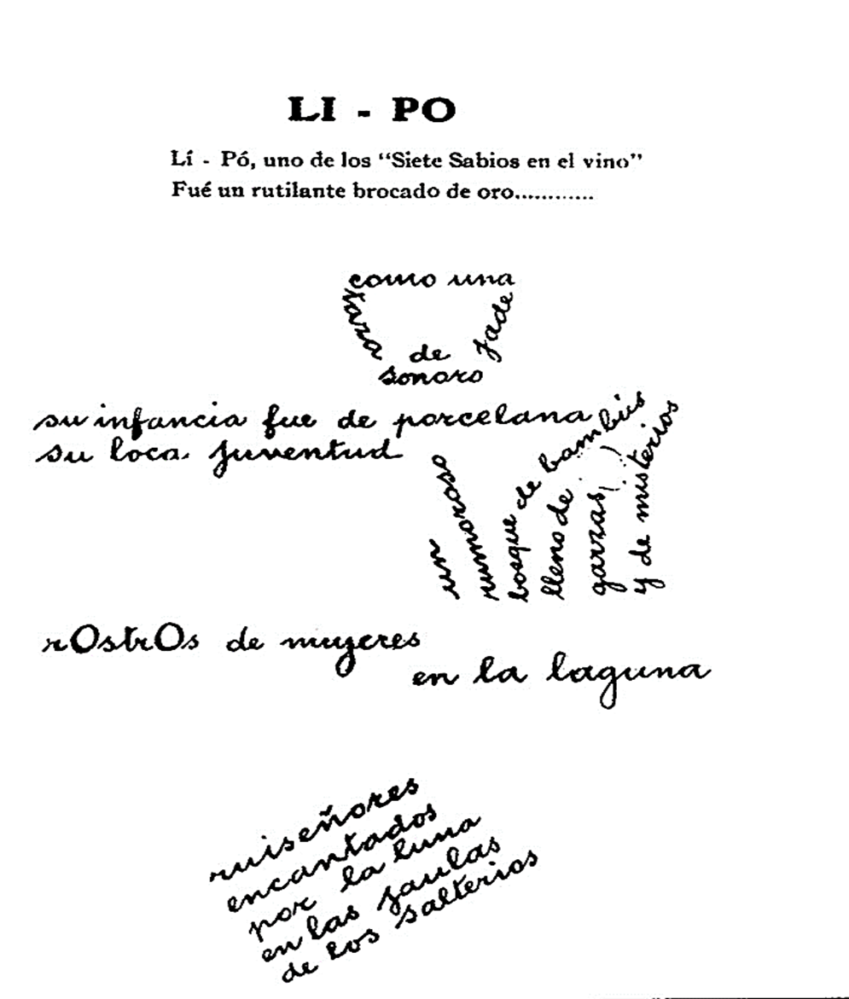 LI - PO
Lí - Pó, uno de los “Siete Sabios en el vino”
Fué un rutilante brocado de oro............
como una
taza
de
sonoro
jade
su infancia fue de porcelana
su loca juventud
un
rumoroso
bosque de bambús
lleno de
garzas
y de misterios
rOstrOs de mujeres
en la laguna
ruiseñores
encantados
por la luna
en las jaulas
de los salterios